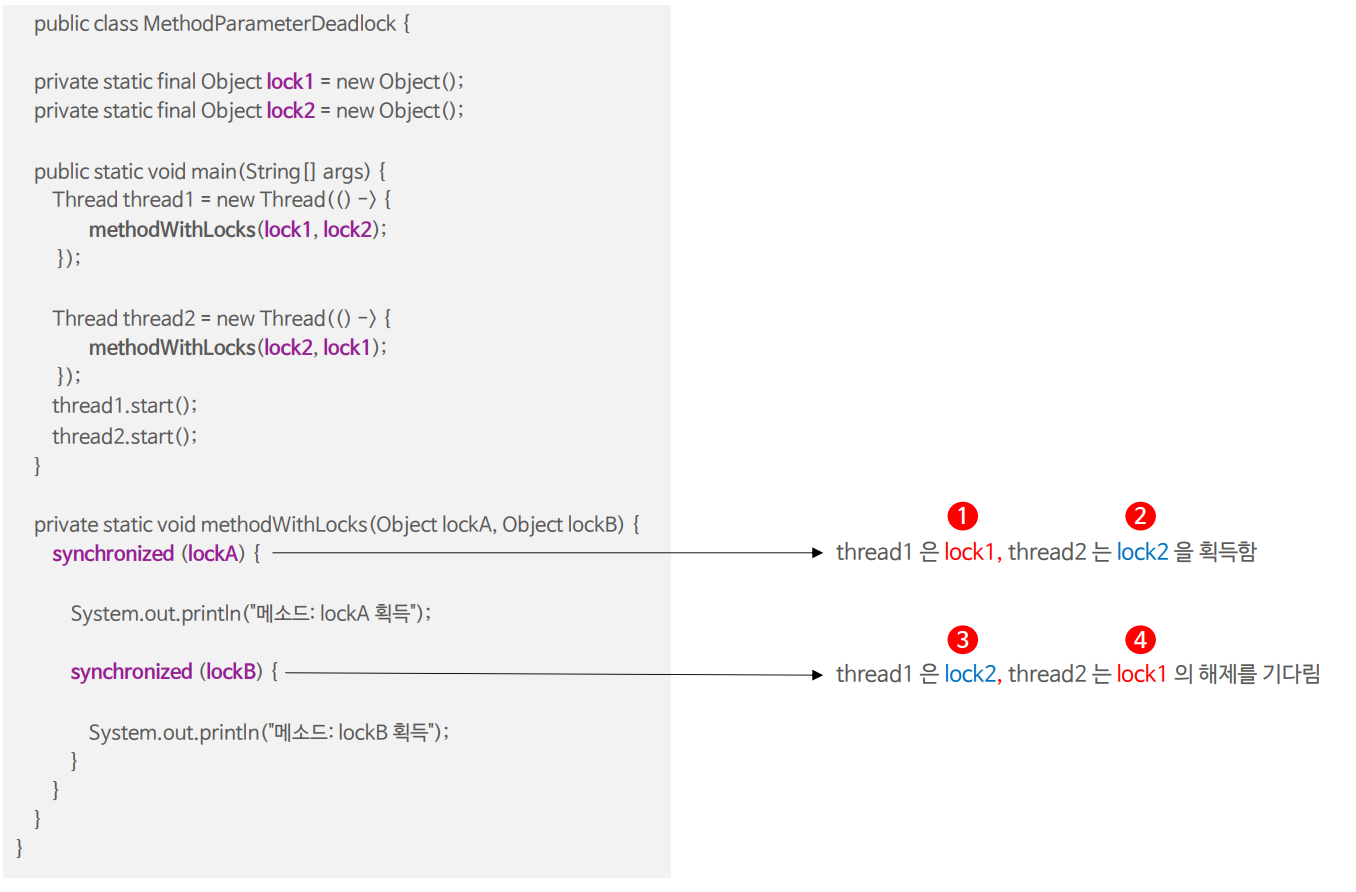 public class MethodParameterDeadlock {
private static final Object lock1 = new Object();
private static final Object lock2 = new Object();
public static void main(String[] args) {
Thread thread1 = new Thread(() -> {
methodWithLocks(lock1, lock2);
});
Thread thread2 = new Thread(() -> {
methodWithLocks(lock2, lock1);
});
thread1.start();
thread2.start();
}
private static void methodWithLocks(Object lockA, Object lockB) {
1 2
synchronized (lockA) { thread1 은 lock1, thread2 는 lock2 을 획득함
System.out.println("메소드: lockA 획득");
3 4
synchronized (lockB) { thread1 은 lock2, thread2 는 lock1 의 해제를 기다림
System.out.println("메소드: lockB 획득");
}
}
}
}